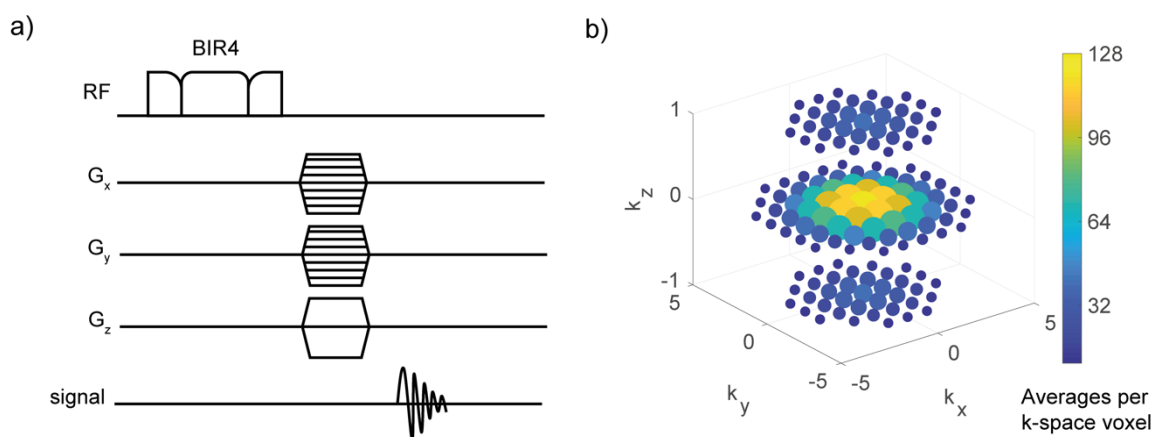 a)
BIR4
RF
Gx
Gy
Gz
signal
b)
128
96
64
32
Averages per
k-space voxel
1
0
-1
kz
5
0
-5
ky
-5
0
5
kx